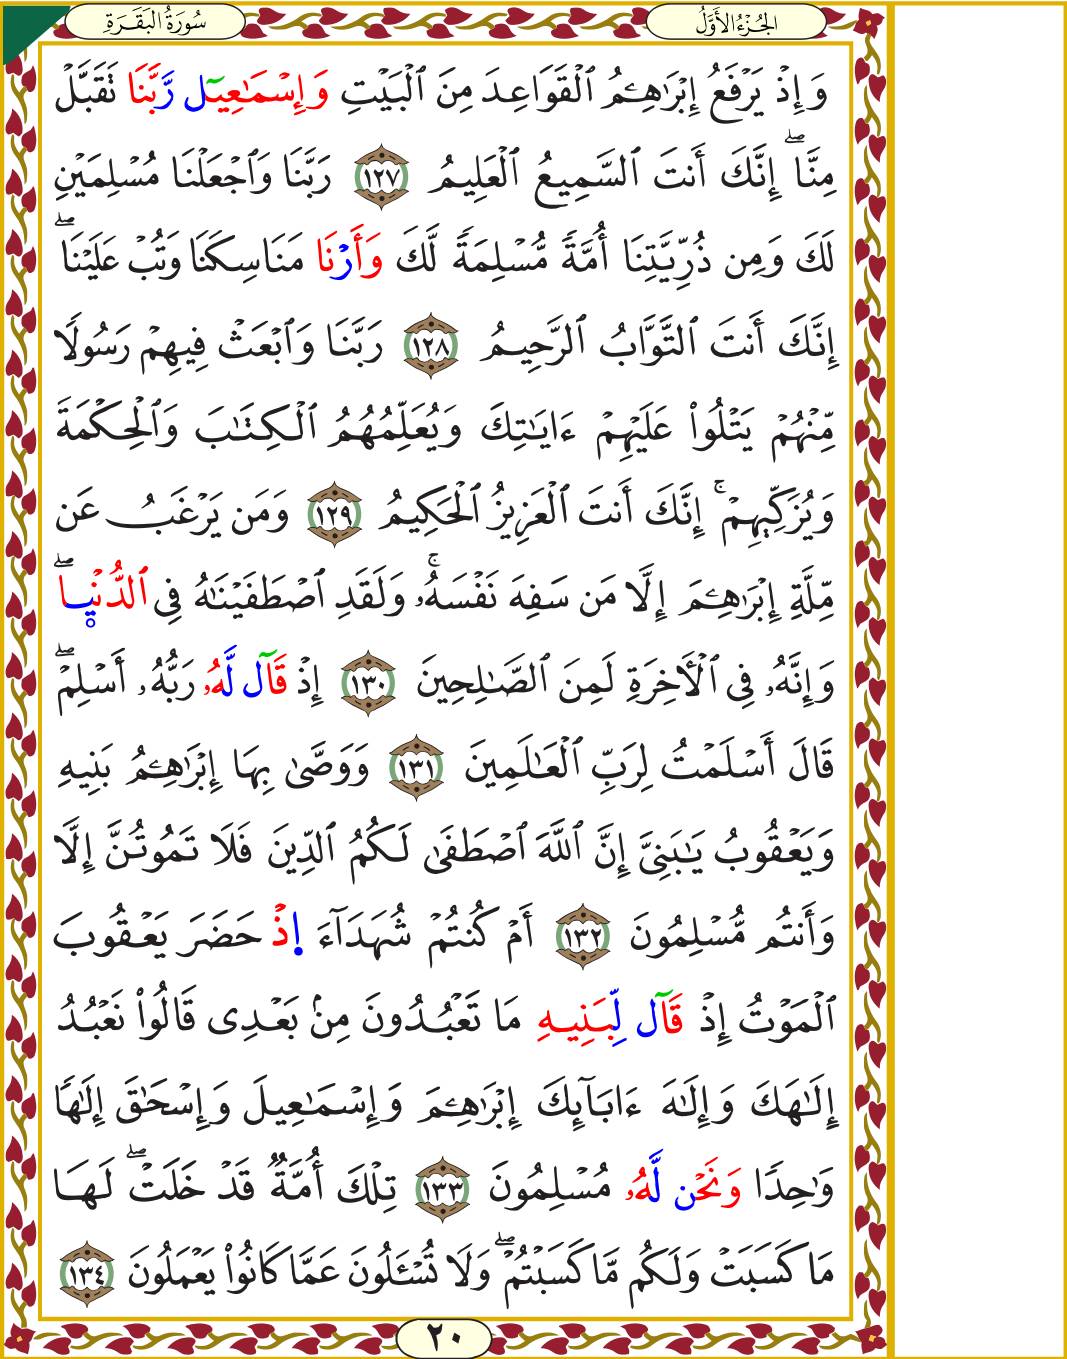 الجُزْءُ الأَوَّلُ
سُورَةُ البَقَرَةِ
وَإِذْ يَرْفَعُ إِبْرَٰهِـۧمُ ٱلْقَوَاعِدَ مِنَ ٱلْبَيْتِ وَإِسْمَٰعِيٓل رَّبَّنَا تَقَبَّلْ
مِنَّآۖ إِنَّكَ أَنتَ ٱلسَّمِيعُ ٱلْعَلِيمُ ١٢٧ رَبَّنَا وَٱجْعَلْنَا مُسْلِمَيْنِ
لَكَ وَمِن ذُرِّيَّتِنَا أُمَّةً مُّسْلِمَةً لَّكَ وَأَرْنَا مَنَاسِكَنَا وَتُبْ عَلَيْنَاۖ
إِنَّكَ أَنتَ ٱلتَّوَّابُ ٱلرَّحِيمُ ١٢٨ رَبَّنَا وَٱبْعَثْ فِيهِمْ رَسُولًا
مِّنْهُمْ يَتْلُوا۟ عَلَيْهِمْ ءَايَٰتِكَ وَيُعَلِّمُهُمُ ٱلْكِتَٰبَ وَٱلْحِكْمَةَ
وَيُزَكِّيهِمْۚ إِنَّكَ أَنتَ ٱلْعَزِيزُ ٱلْحَكِيمُ ١٢٩ وَمَن يَرْغَبُ عَن
مِّلَّةِ إِبْرَٰهِـۧمَ إِلَّا مَن سَفِهَ نَفْسَهُۥۚ وَلَقَدِ ٱصْطَفَيْنَٰهُ فِى ٱلدُّنْيَاۖ
وَإِنَّهُۥ فِى ٱلْأَخِرَةِ لَمِنَ ٱلصَّٰلِحِينَ ١٣٠ إِذْ قَآل لَّهُۥ رَبُّهُۥ أَسْلِمْۖ
قَالَ أَسْلَمْتُ لِرَبِّ ٱلْعَٰلَمِينَ ١٣١ وَوَصَّىٰ بِهَا إِبْرَٰهِـۧمُ بَنِيهِ
وَيَعْقُوبُ يَٰبَنِىَّ إِنَّ ٱللَّهَ ٱصْطَفَىٰ لَكُمُ ٱلدِّينَ فَلَا تَمُوتُنَّ إِلَّا
وَأَنتُم مُّسْلِمُونَ ١٣٢ أَمْ كُنتُمْ شُهَدَآءَ إِذْ حَضَرَ يَعْقُوبَ
ٱلْمَوْتُ إِذْ قَآل لِّبَنِيهِ مَا تَعْبُدُونَ مِنۢ بَعْدِى قَالُوا۟ نَعْبُدُ
إِلَٰهَكَ وَإِلَٰهَ ءَابَآئِكَ إِبْرَٰهِـۧمَ وَإِسْمَٰعِيلَ وَإِسْحَٰقَ إِلَٰهًا
وَٰحِدًا وَنَحْن لَّهُۥ مُسْلِمُونَ ١٣٣ تِلْكَ أُمَّةٌ قَدْ خَلَتْۖ لَهَا
مَا كَسَبَتْ وَلَكُم مَّا كَسَبْتُمْۖ وَلَا تُسْـَٔلُونَ عَمَّا كَانُوا۟ يَعْمَلُونَ ١٣٤
٢٠